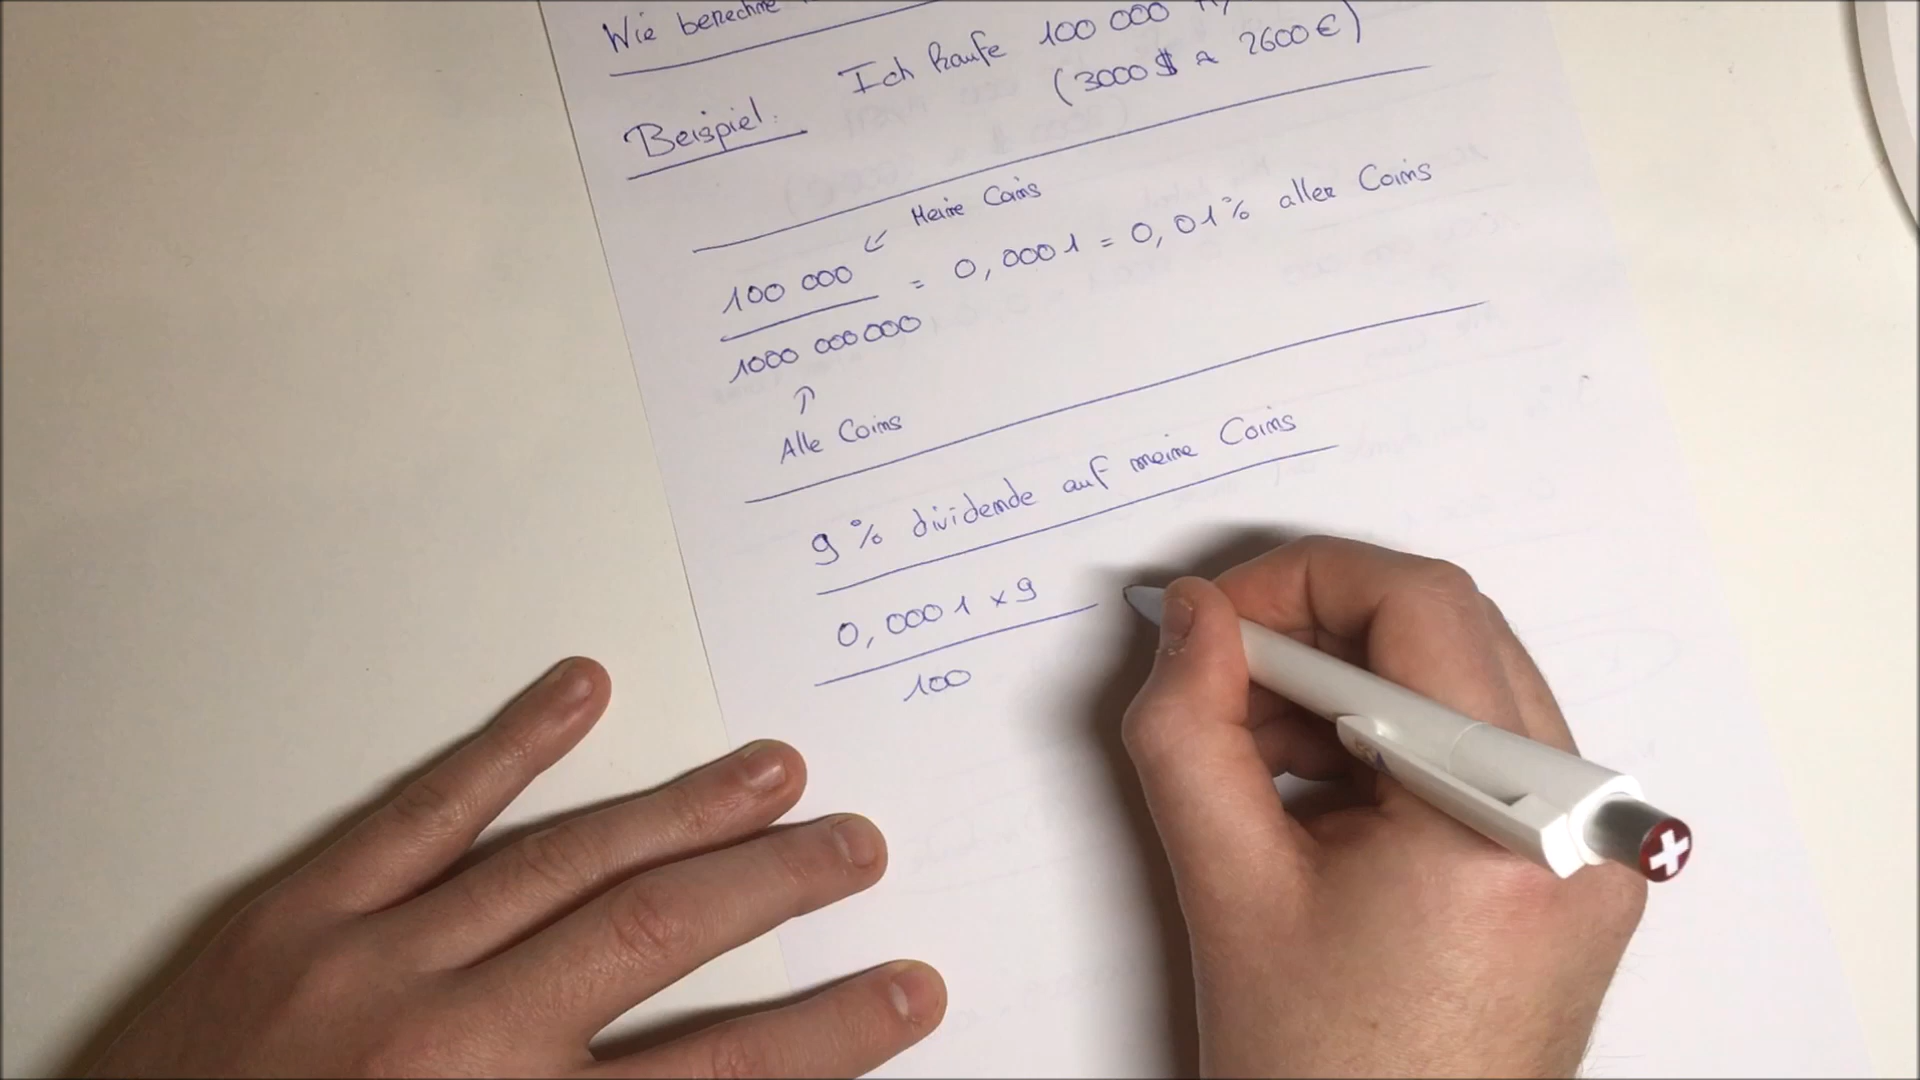 Wie berechne
Beispiel: Ich kaufe 100 000
(3000 $ ≈ 2600 €)
Meine Coins
100 000
1000 000 000
= 0,0001 = 0,01% aller Coins
Alle Coins
9 % dividende auf meine Coins
0,0001 x 9
100